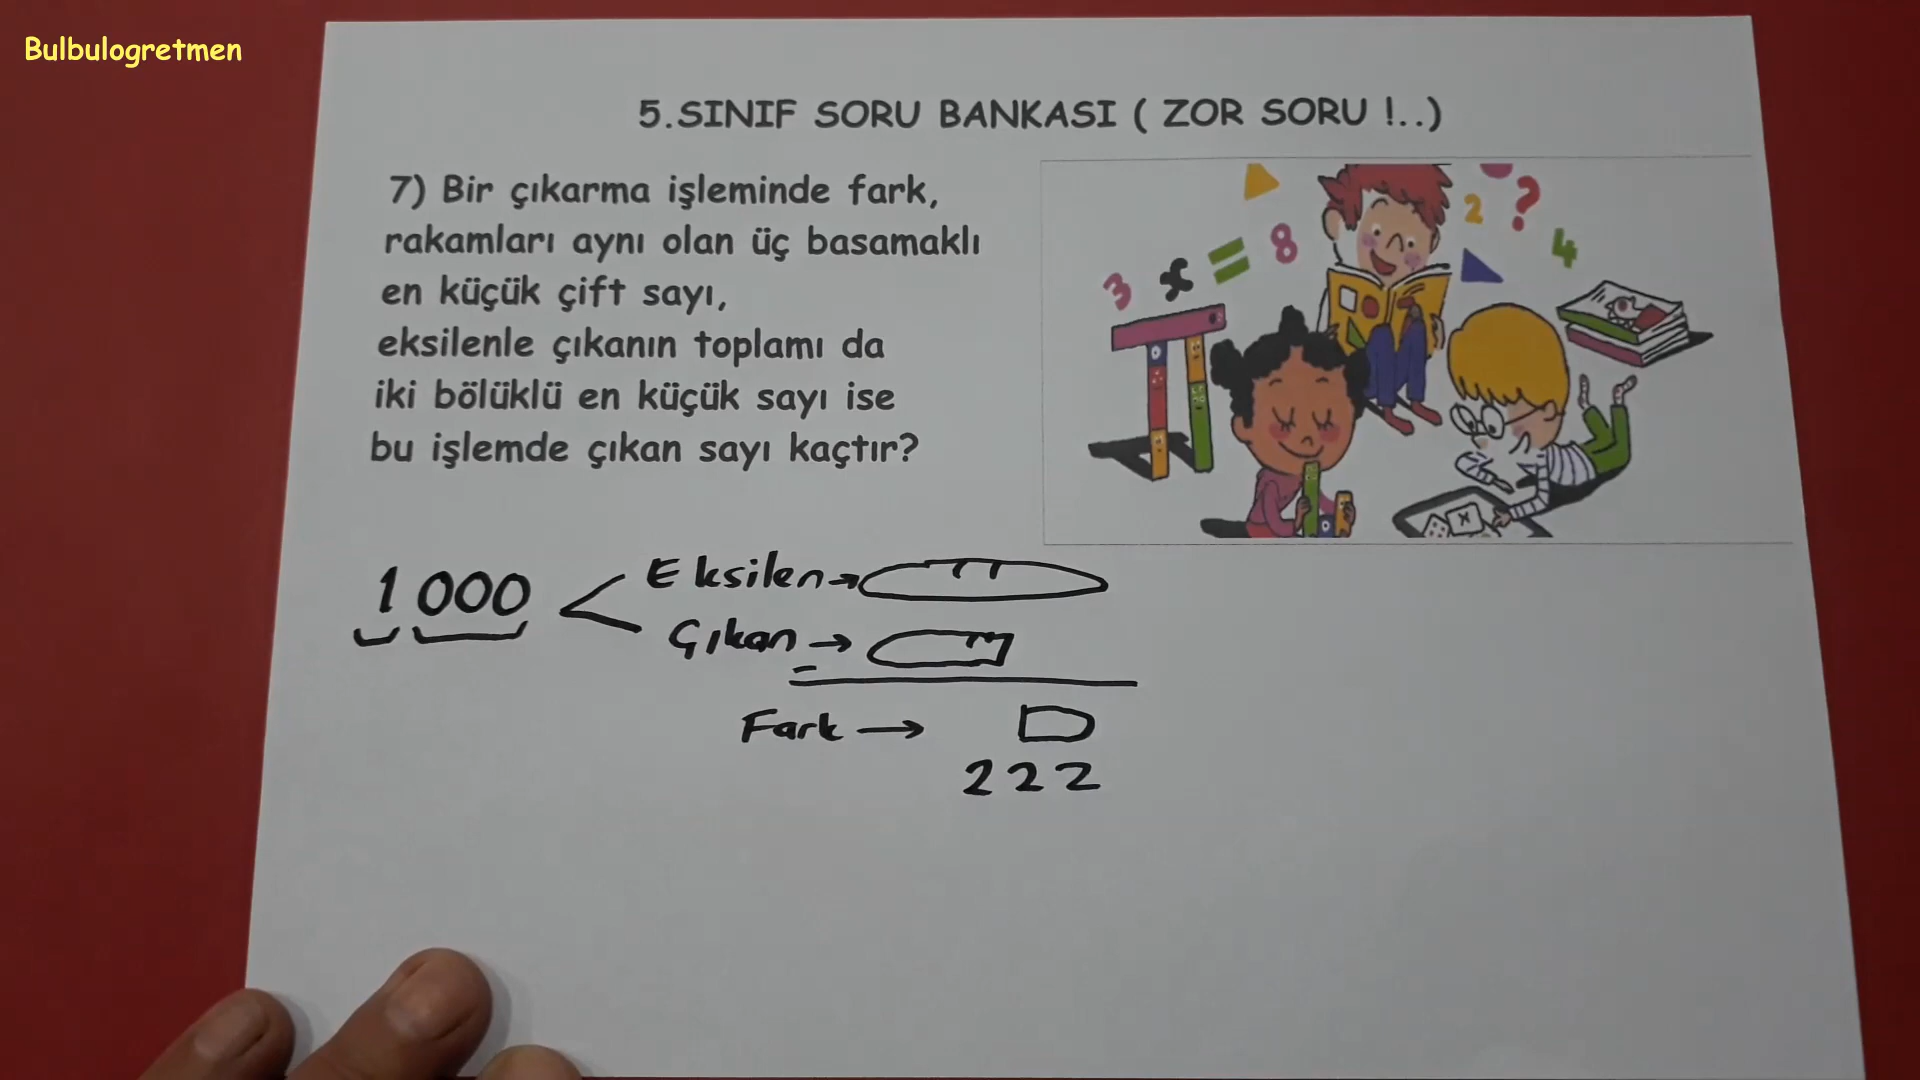 Bulbulogretmen
5.SINIF SORU BANKASI ( ZOR SORU !..)
7) Bir çıkarma işleminde fark,
rakamları aynı olan üç basamaklı
en küçük çift sayı,
eksilenle çıkanın toplamı da
iki bölüklü en küçük sayı ise
bu işlemde çıkan sayı kaçtır?
3 x = 8 2 ? 4
1 000
Eksilen→
Çıkan →
-
Fark →
222